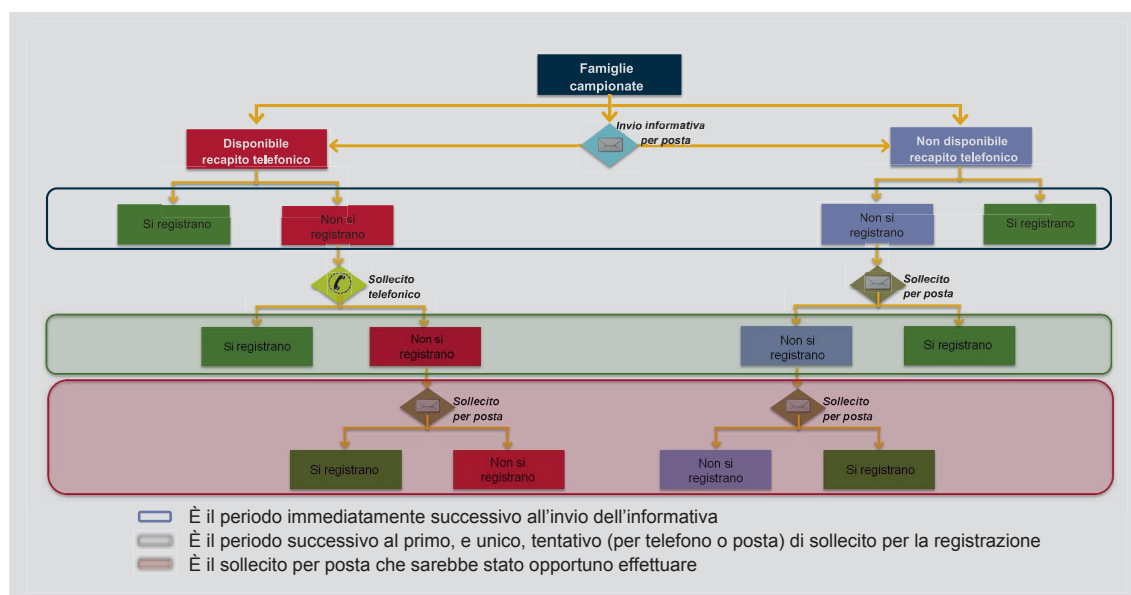 Famiglie
campionate
Invio informativa
per posta
Disponibile
recapito telefonico
Non disponibile
recapito telefonico
Si registrano
Non si
registrano
Non si
registrano
Si registrano
Sollecito
telefonico
Sollecito
per posta
Si registrano
Non si
registrano
Non si
registrano
Si registrano
Sollecito
per posta
Sollecito
per posta
Si registrano
Non si
registrano
Non si
registrano
Si registrano
È il periodo immediatamente successivo all'invio dell'informativa
È il periodo successivo al primo, e unico, tentativo (per telefono o posta) di sollecito per la registrazione
È il sollecito per posta che sarebbe stato opportuno effettuare